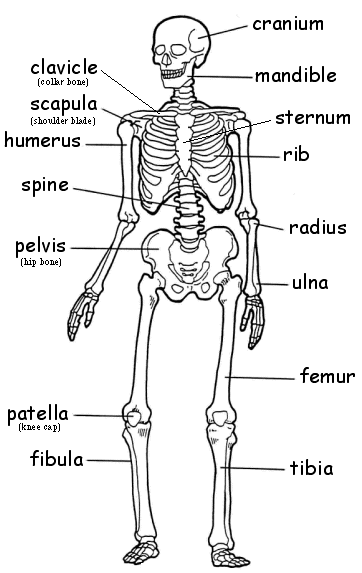 cranium
clavicle
(collar bone)
mandible
scapula
(shoulder blade)
sternum
humerus
rib
spine
radius
pelvis
(hip bone)
ulna
femur
patella
(knee cap)
fibula
tibia